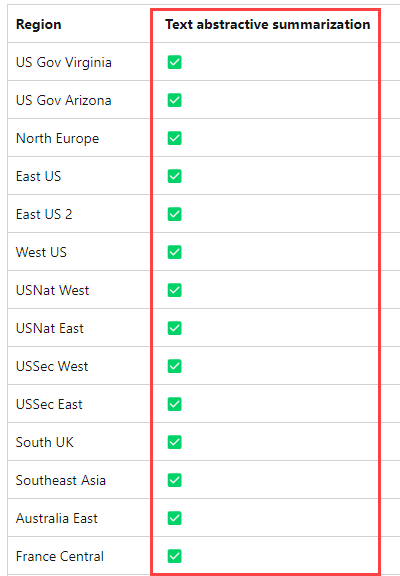 Region Text abstractive summarization
US Gov Virginia ✅
US Gov Arizona ✅
North Europe ✅
East US ✅
East US 2 ✅
West US ✅
USNat West ✅
USNat East ✅
USSec West ✅
USSec East ✅
South UK ✅
Southeast Asia ✅
Australia East ✅
France Central ✅